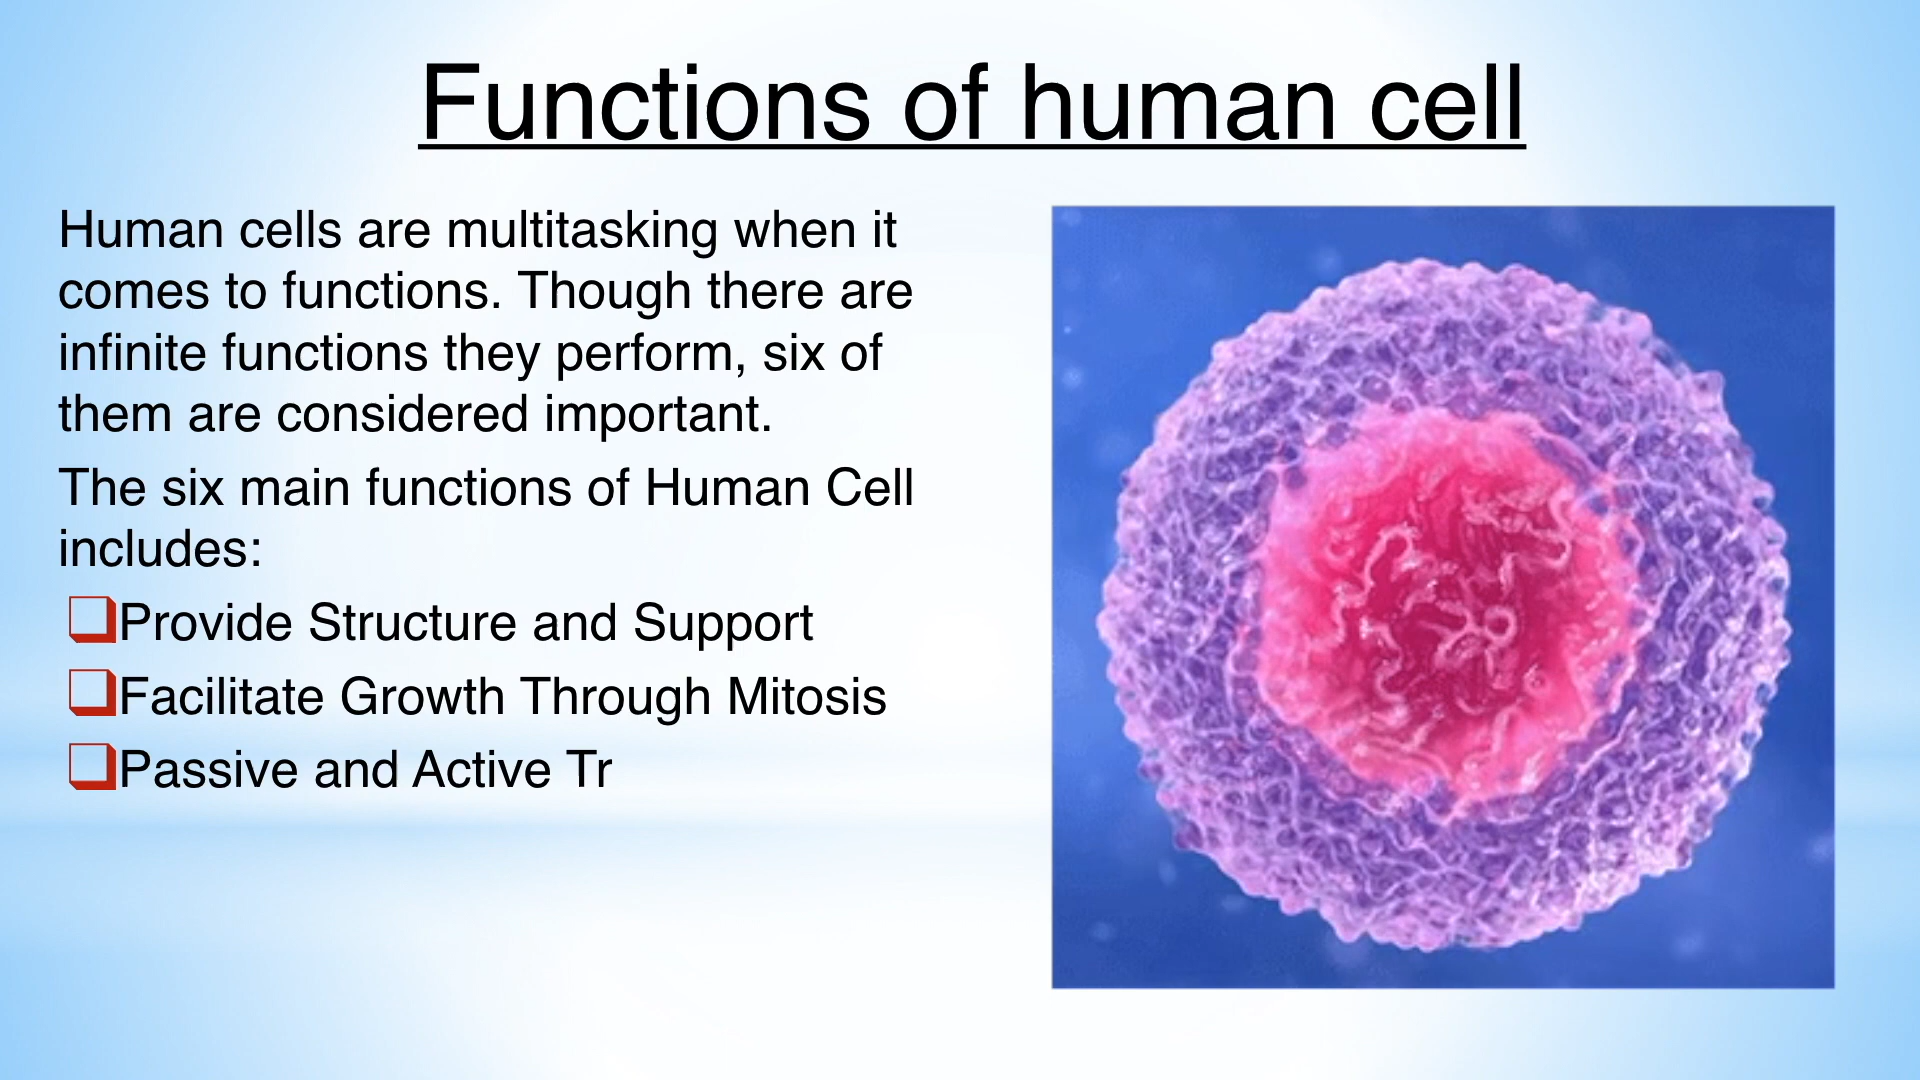 Functions of human cell
Human cells are multitasking when it
comes to functions. Though there are
infinite functions they perform, six of
them are considered important.
The six main functions of Human Cell
includes:
Provide Structure and Support
Facilitate Growth Through Mitosis
Passive and Active Tr